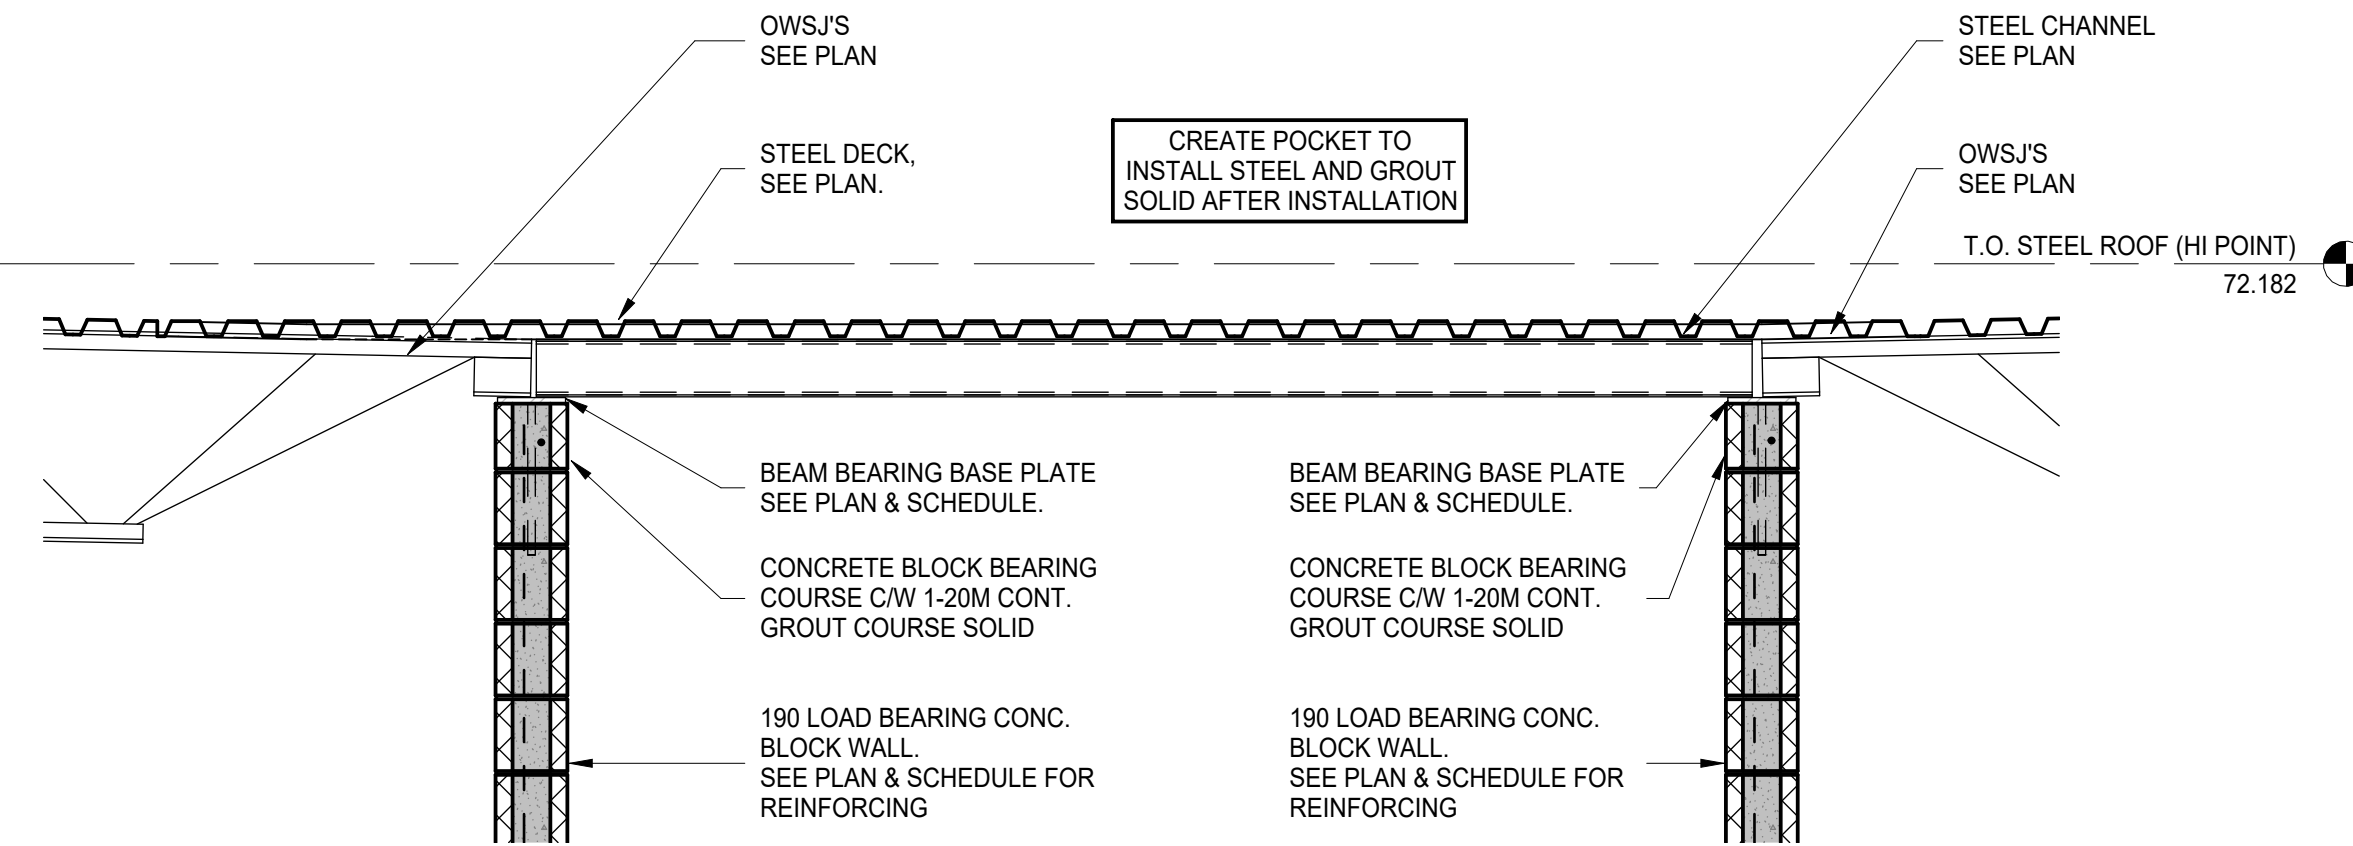 OWSJ'S
SEE PLAN
STEEL CHANNEL
SEE PLAN
STEEL DECK,
SEE PLAN.
CREATE POCKET TO
INSTALL STEEL AND GROUT
SOLID AFTER INSTALLATION
OWSJ'S
SEE PLAN
T.O. STEEL ROOF (HI POINT)
72.182
BEAM BEARING BASE PLATE
SEE PLAN & SCHEDULE.
BEAM BEARING BASE PLATE
SEE PLAN & SCHEDULE.
CONCRETE BLOCK BEARING
COURSE C/W 1-20M CONT.
GROUT COURSE SOLID
CONCRETE BLOCK BEARING
COURSE C/W 1-20M CONT.
GROUT COURSE SOLID
190 LOAD BEARING CONC.
BLOCK WALL.
SEE PLAN & SCHEDULE FOR
REINFORCING
190 LOAD BEARING CONC.
BLOCK WALL.
SEE PLAN & SCHEDULE FOR
REINFORCING